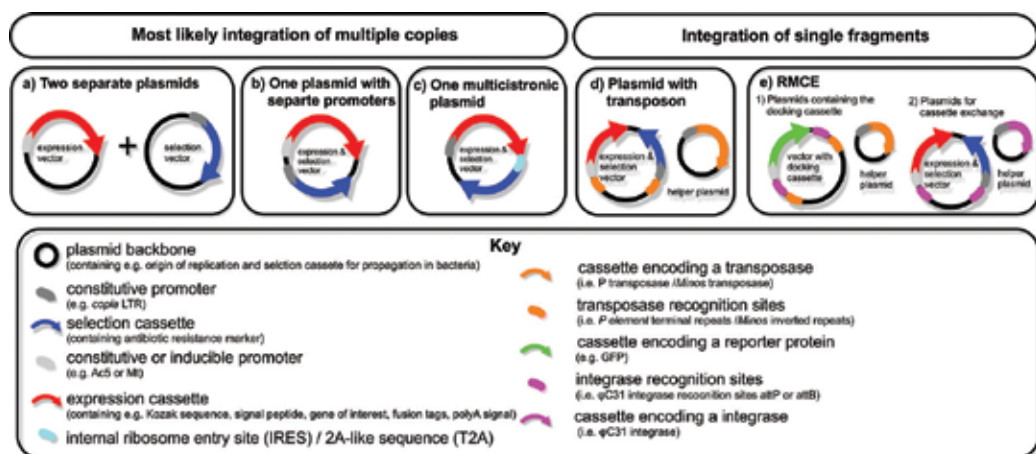 Most likely integration of multiple copies
Integration of single fragments
a) Two separate plasmids
expression
vector
+
selection
vector
b) One plasmid with
separte promoters
expression &
selection
vector
c) One multicistronic
plasmid
expression &
selection
vector
d) Plasmid with
transposon
expression &
selection
vector
helper plasmid
e) RMCE
1) Plasmids containing the
docking cassette
vector with
docking
cassette
helper
plasmid
2) Plasmids for
cassette exchange
expression &
selection
vector
helper
plasmid
Key
plasmid backbone
(containing e.g. origin of replication and selction cassete for propagation in bacteria)
constitutive promoter
(e.g. copia LTR)
selection cassette
(containing antibiotic resistance marker)
constitutive or inducible promoter
(e.g. Ac5 or Mt)
expression cassette
(containing e.g. Kozak sequence, signal peptide, gene of interest, fusion tags, polyA signal)
internal ribosome entry site (IRES) / 2A-like sequence (T2A)
cassette encoding a transposase
(i.e. P transposase /Minos transposase)
transposase recognition sites
(i.e. P element terminal repeats /Minos inverted repeats)
cassette encoding a reporter protein
(e.g. GFP)
integrase recognition sites
(i.e. φC31 integrase recognition sites attP or attB)
cassette encoding a integrase
(i.e. φC31 integrase)